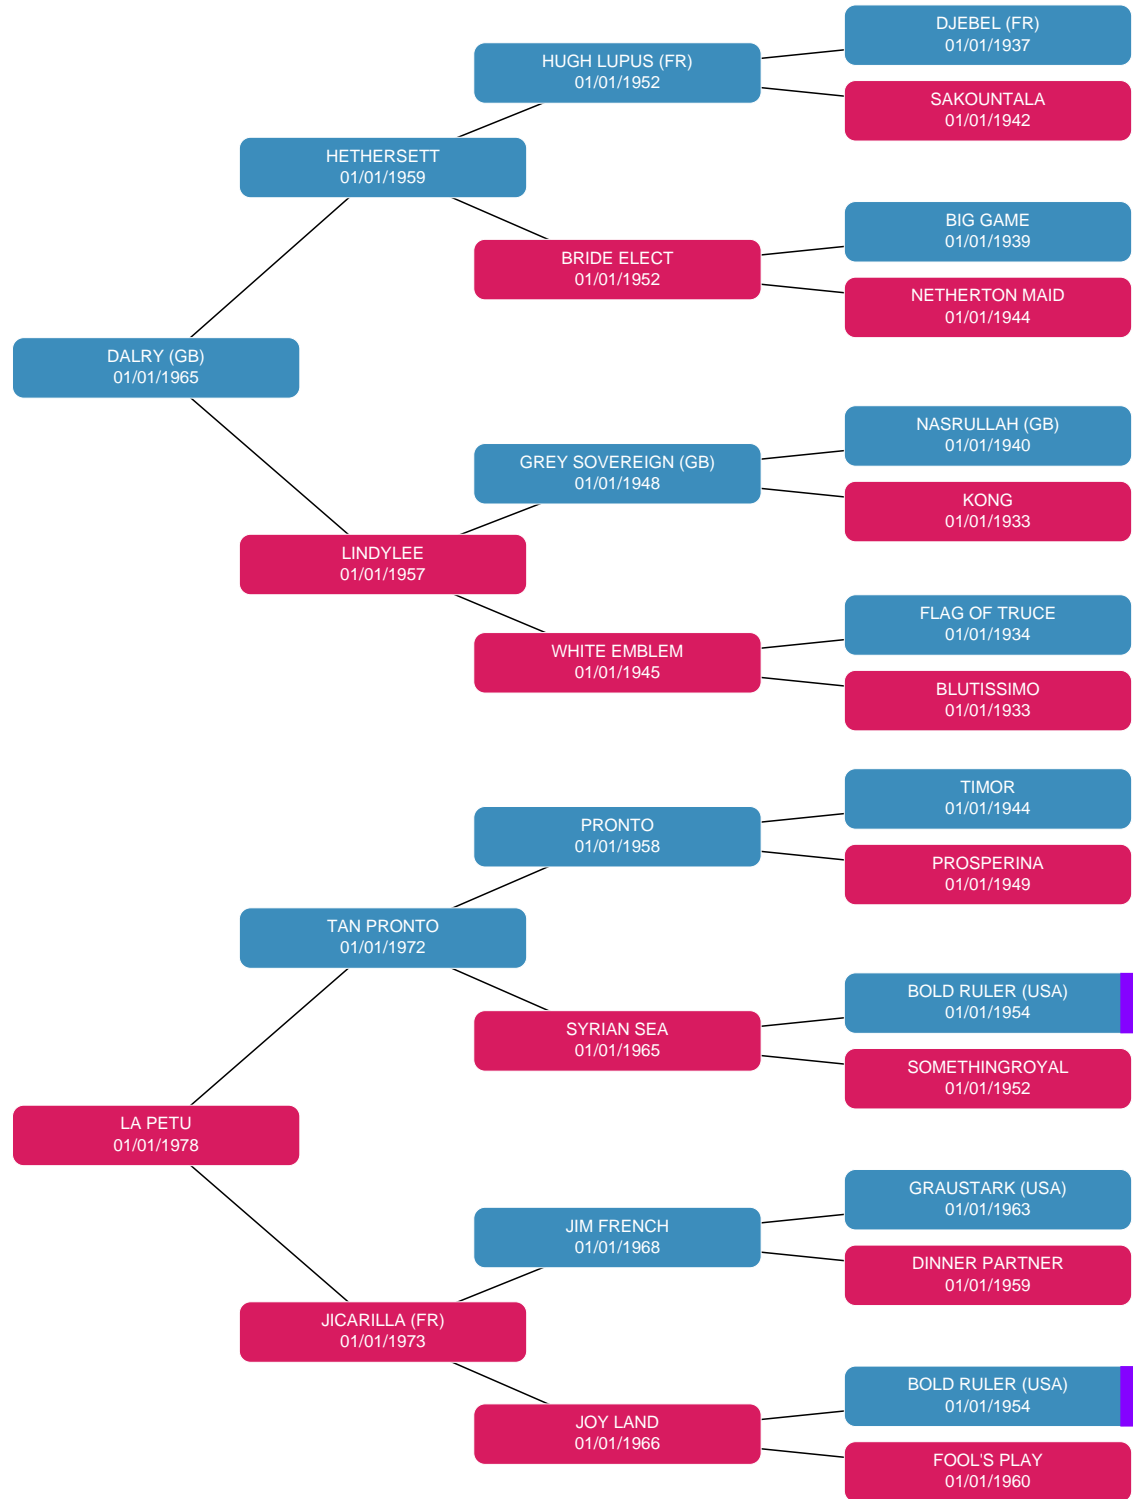 DJEBEL (FR)
01/01/1937
HUGH LUPUS (FR)
01/01/1952
SAKOUNTALA
01/01/1942
HETHERSETT
01/01/1959
BIG GAME
01/01/1939
BRIDE ELECT
01/01/1952
NETHERTON MAID
01/01/1944
DALRY (GB)
01/01/1965
NASRULLAH (GB)
01/01/1940
GREY SOVEREIGN (GB)
01/01/1948
KONG
01/01/1933
LINDYLEE
01/01/1957
FLAG OF TRUCE
01/01/1934
WHITE EMBLEM
01/01/1945
BLUTISSIMO
01/01/1933
TIMOR
01/01/1944
PRONTO
01/01/1958
PROSPERINA
01/01/1949
TAN PRONTO
01/01/1972
BOLD RULER (USA)
01/01/1954
SYRIAN SEA
01/01/1965
SOMETHINGROYAL
01/01/1952
LA PETU
01/01/1978
GRAUSTARK (USA)
01/01/1963
JIM FRENCH
01/01/1968
DINNER PARTNER
01/01/1959
JICARILLA (FR)
01/01/1973
BOLD RULER (USA)
01/01/1954
JOY LAND
01/01/1966
FOOL'S PLAY
01/01/1960